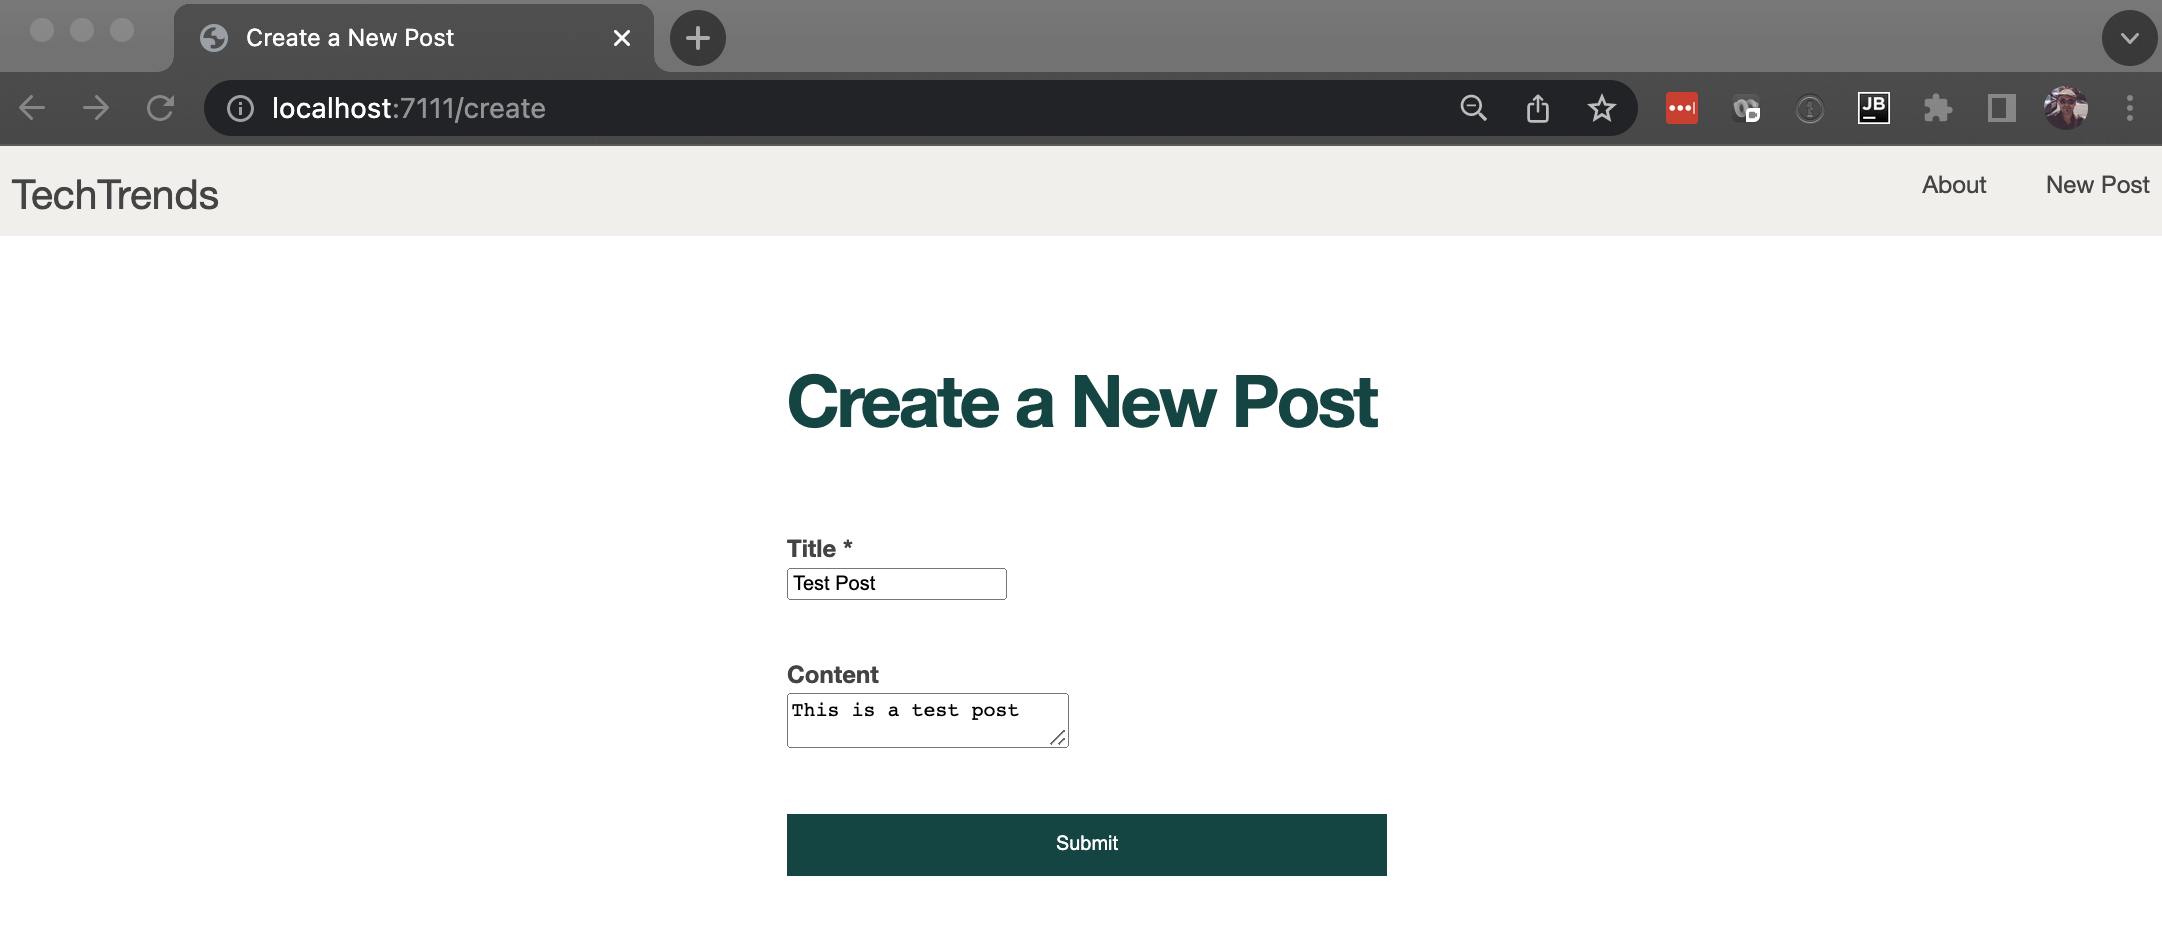 Create a New Post
localhost:7111/create
JB
TechTrends
About
New Post
Create a New Post
Title *
Test Post
Content
This is a test post
Submit